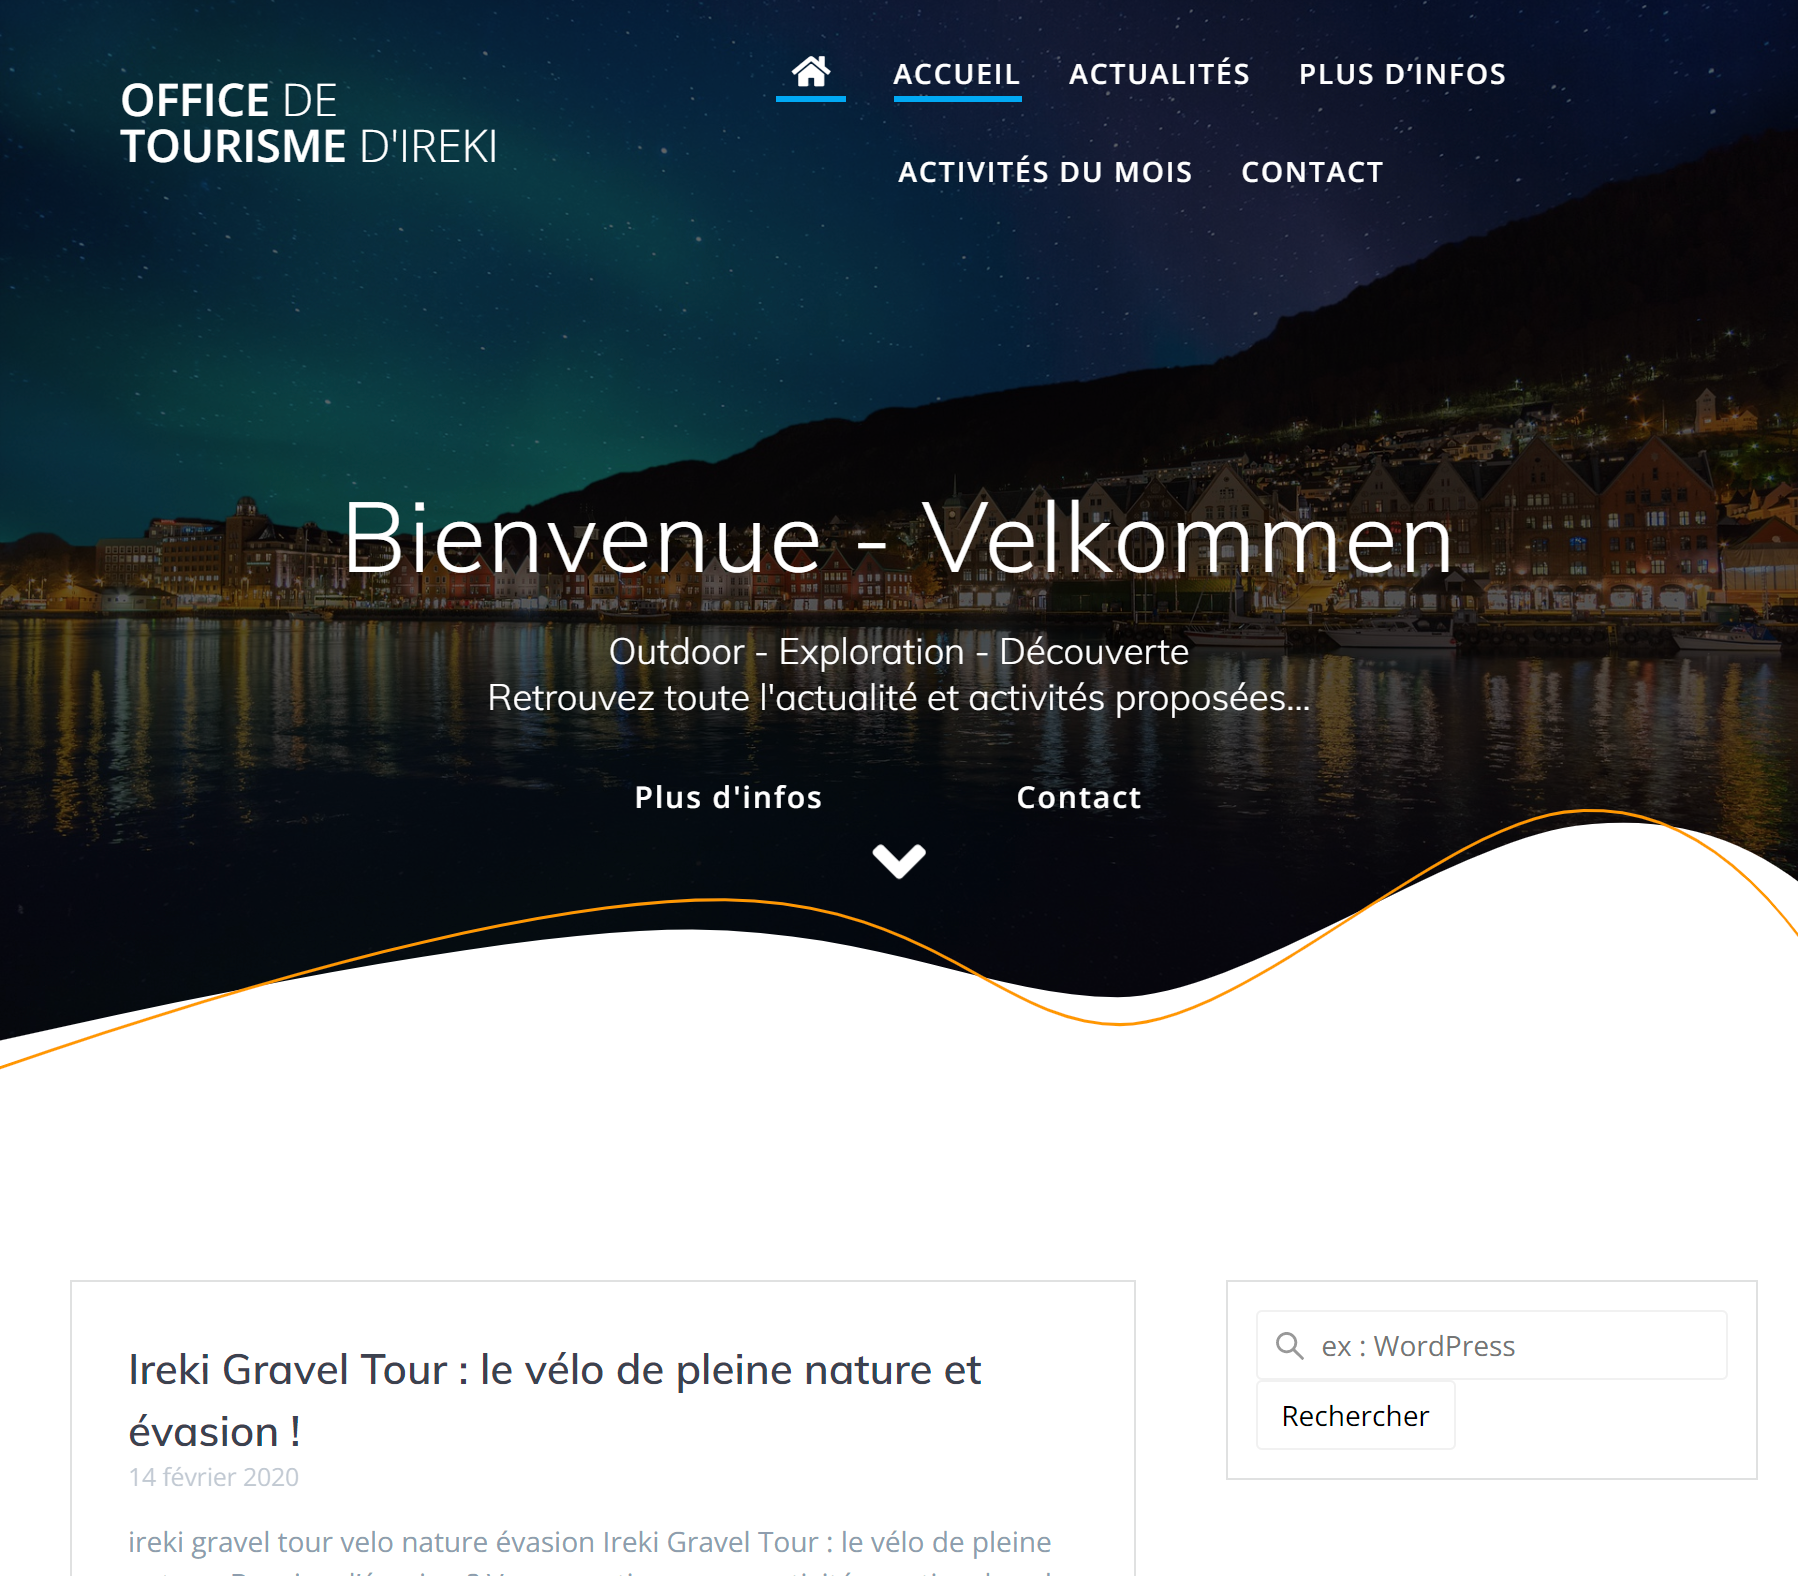 OFFICE DE
TOURISME D'IREKI
ACCUEIL ACTUALITÉS PLUS D’INFOS
ACTIVITÉS DU MOIS CONTACT
Bienvenue - Velkommen
Outdoor - Exploration - Découverte
Retrouvez toute l'actualité et activités proposées...
Plus d'infos Contact
Ireki Gravel Tour : le vélo de pleine nature et
évasion !
14 février 2020
ireki gravel tour velo nature évasion Ireki Gravel Tour : le vélo de pleine
ex : WordPress
Rechercher